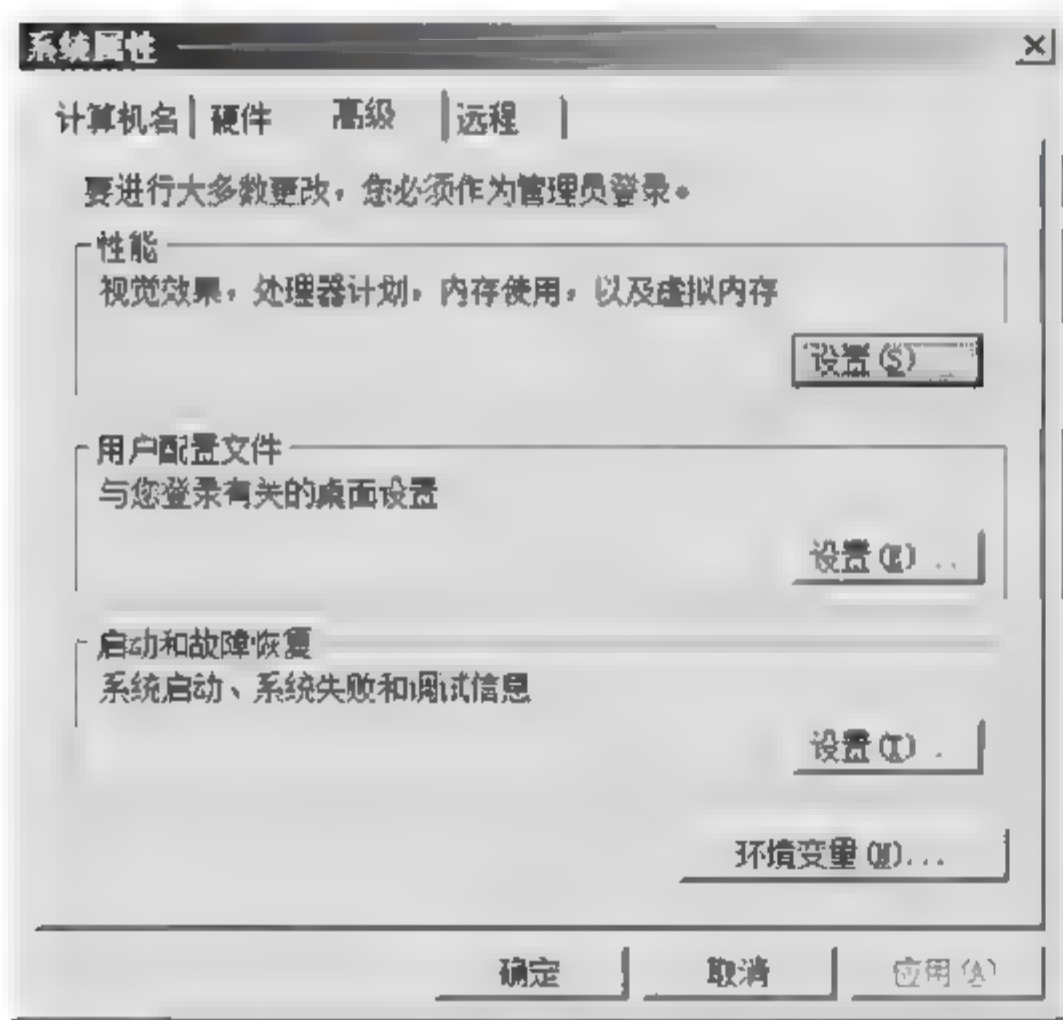 系统属性
计算机名 硬件 高级 远程
要进行大多数更改，您必须作为管理员登录。
性能
视觉效果，处理器计划，内存使用，以及虚拟内存
设置(S)
用户配置文件
与您登录有关的桌面设置
设置(E)..
启动和故障恢复
系统启动、系统失败和调试信息
设置(T).
环境变量(N)...
确定 取消 应用(A)